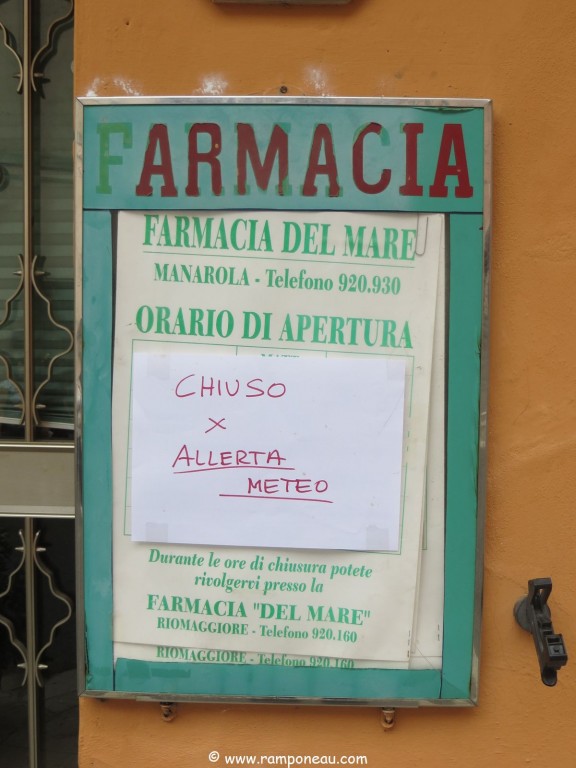 FARMACIA
FARMACIA DEL MARE
MANAROLA - Telefono 920.930
ORARIO DI APERTURA
CHIUSO
X
ALLERTA
METEO
Durante le ore di chiusura potete
rivolgervi presso la
FARMACIA "DEL MARE"
RIOMAGGIORE - Telefono 920.160
RIOMAGGIORE - Telefono 920.160
© www.ramponeau.com